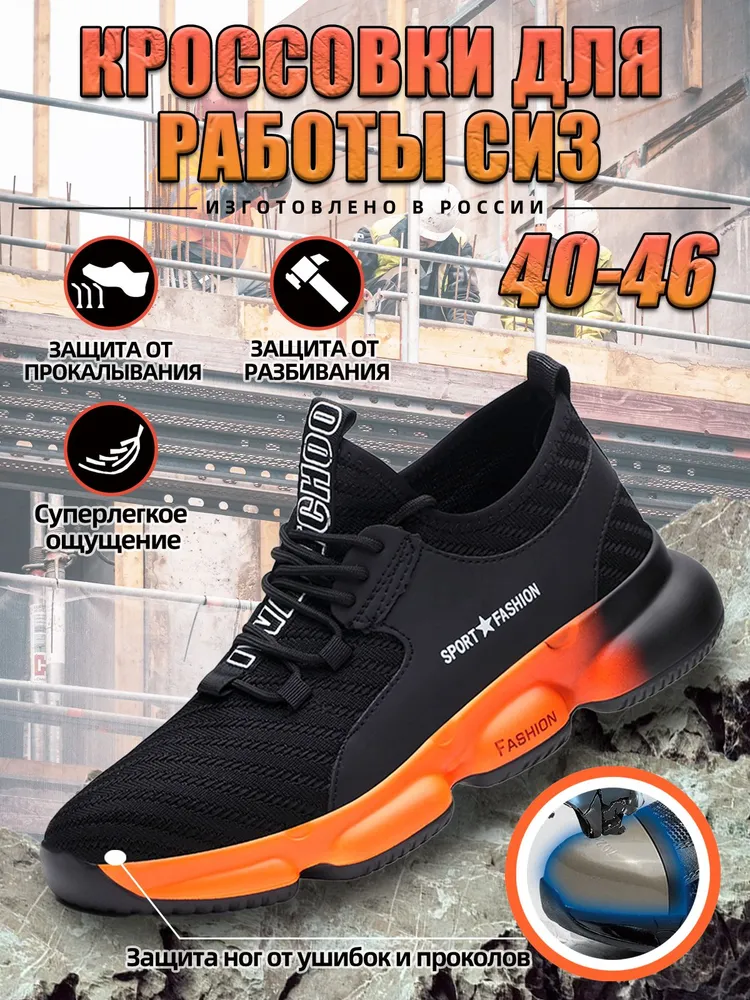 КРОССОВКИ ДЛЯ
РАБОТЫ СИЗ
ИЗГОТОВЛЕНО В РОССИИ
40-46
ЗАЩИТА ОТ
ПРОКАЛЫВАНИЯ
ЗАЩИТА ОТ
РАЗБИВАНИЯ
Суперлегкое
ощущение
SPORT★FASHION
FASHION
Защита ног от ушибок и проколов